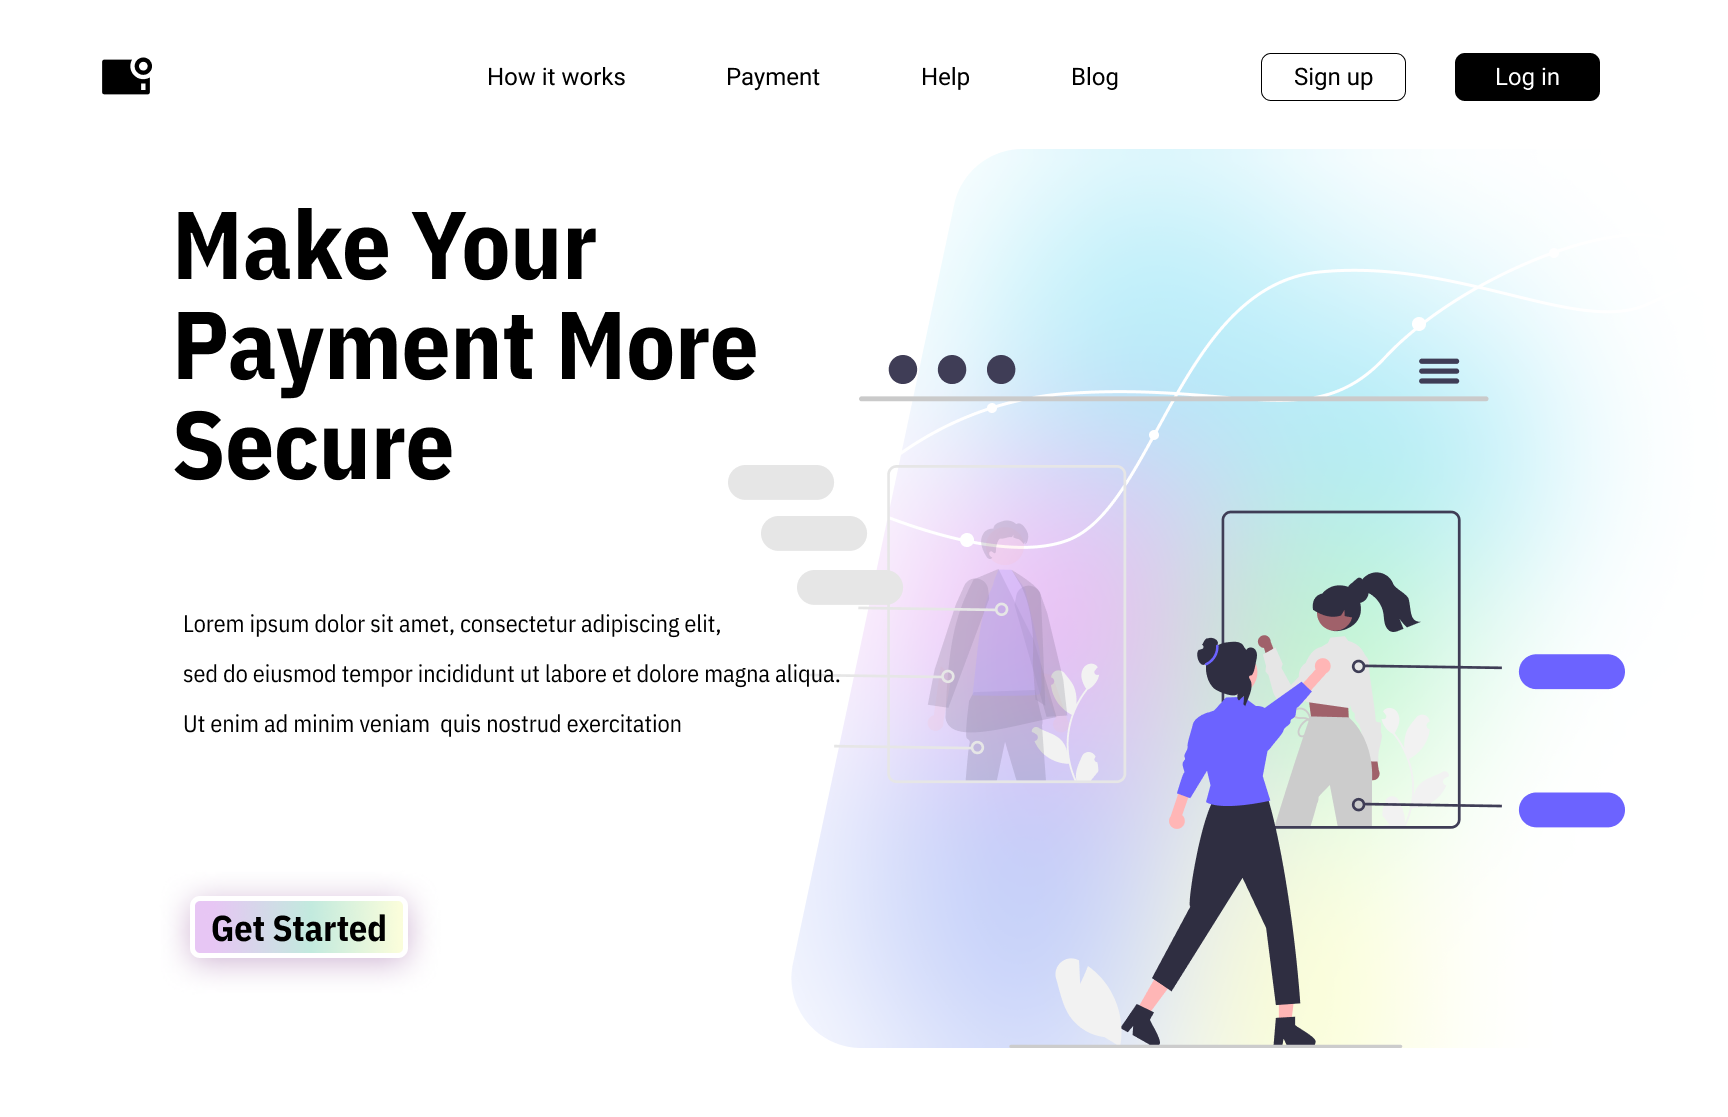 How it works Payment Help Blog Sign up Log in
Make Your
Payment More
Secure
Lorem ipsum dolor sit amet, consectetur adipiscing elit,
sed do eiusmod tempor incididunt ut labore et dolore magna aliqua.
Ut enim ad minim veniam  quis nostrud exercitation
Get Started